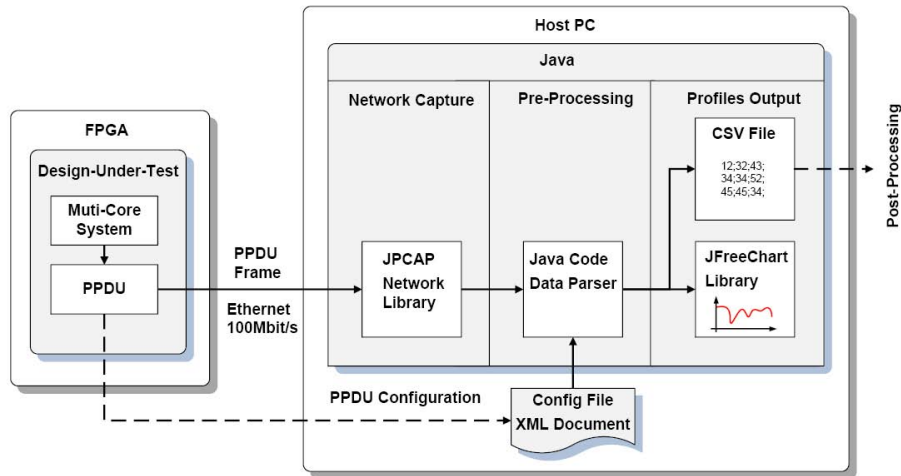 Host PC
Java
Network Capture
Pre-Processing
Profiles Output
FPGA
Design-Under-Test
Muti-Core
System
PPDU
PPDU
Frame
Ethernet
100Mbit/s
JPCAP
Network
Library
Java Code
Data Parser
CSV File
12;32;43;
34;34;52;
45;45;34;
JFreeChart
Library
Post-Processing
PPDU Configuration
Config File
XML Document